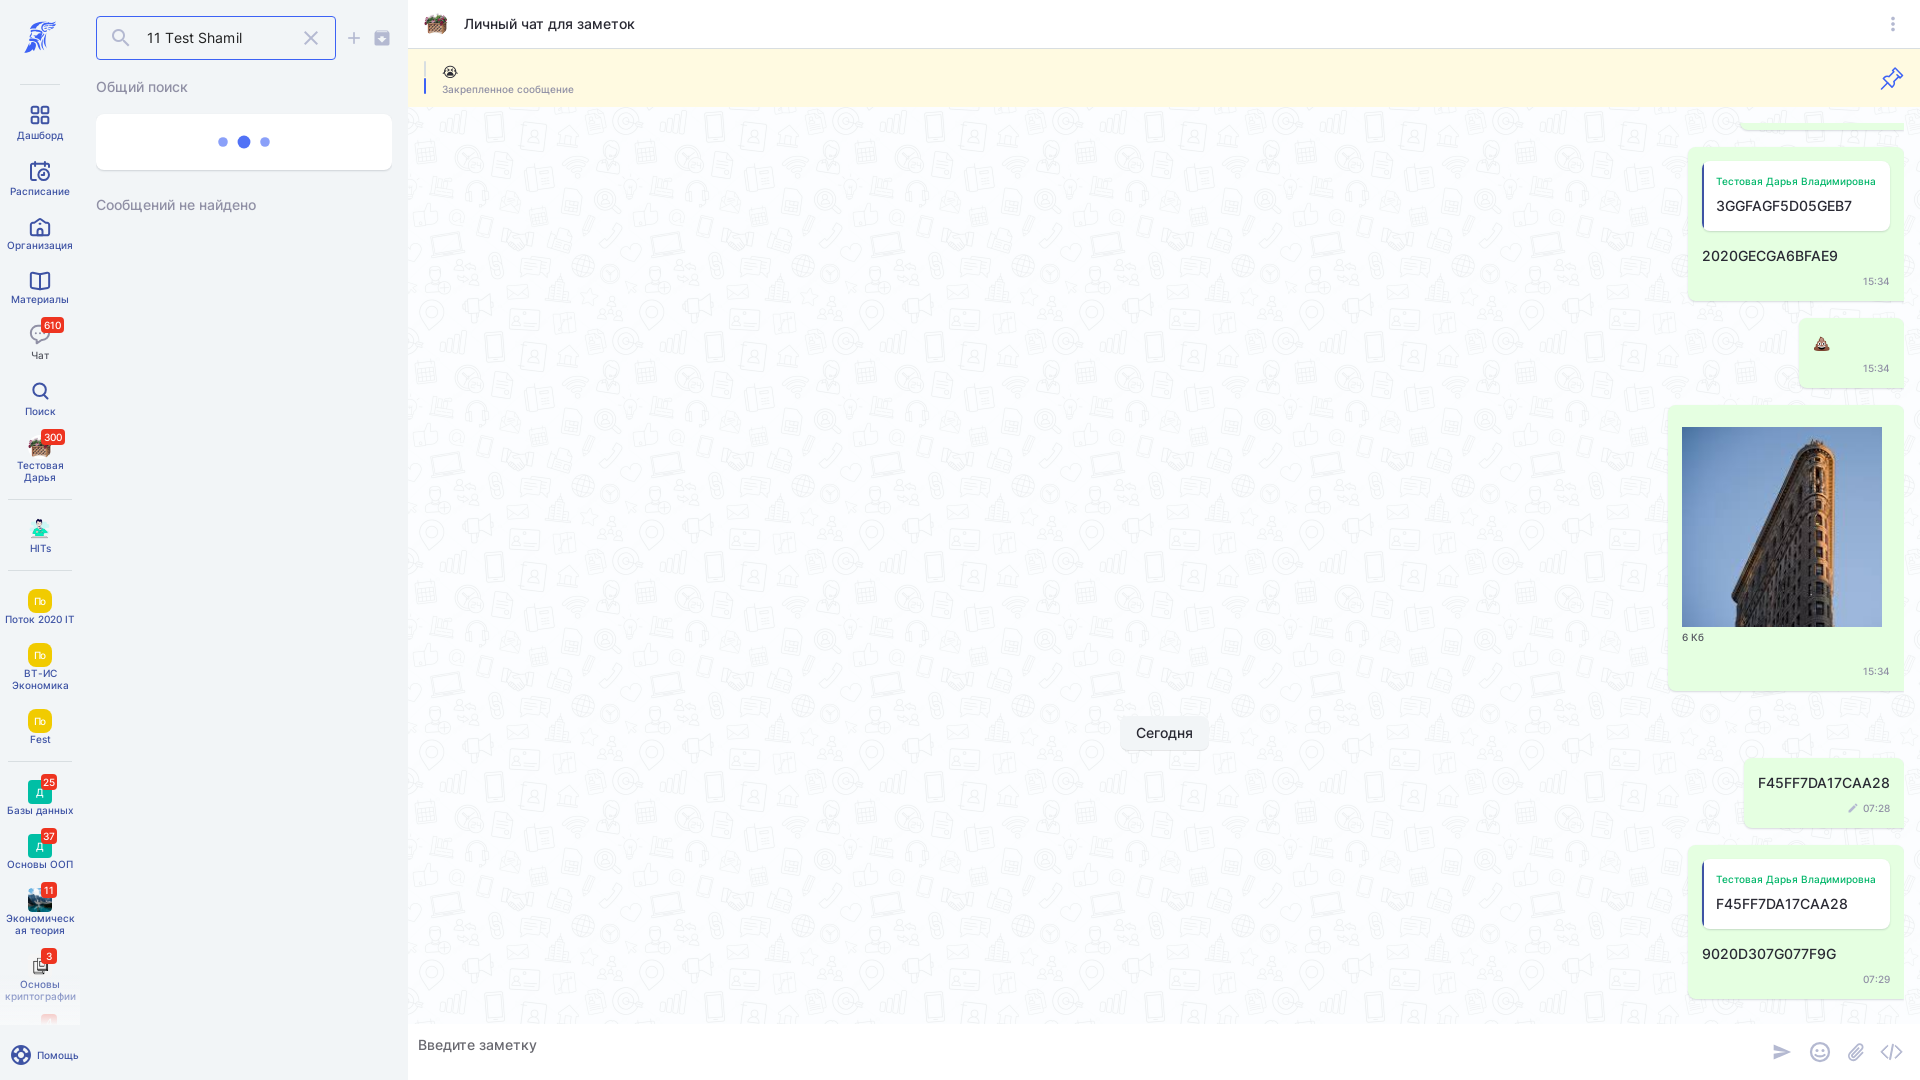 11 Test Shamil
Общий поиск
Сообщений не найдено
Дашборд
Расписание
Организация
Материалы
610
Чат
Поиск
300
Тестовая
Дарья
HITs
По
Поток 2020 IT
По
ВТ-ИС
Экономика
По
Fest
25
Д
Базы данных
37
Д
Основы ООП
11
Экономическ
ая теория
3
Основы
криптографии
Помощь
Личный чат для заметок
Закрепленное сообщение
Тестовая Дарья Владимировна
3GGFAGF5D05GEB7
2020GECGA6BFAE9
15:34
15:34
6 Кб
15:34
Сегодня
F45FF7DA17CAA28
07:28
Тестовая Дарья Владимировна
F45FF7DA17CAA28
9020D307G077F9G
07:29
Введите заметку